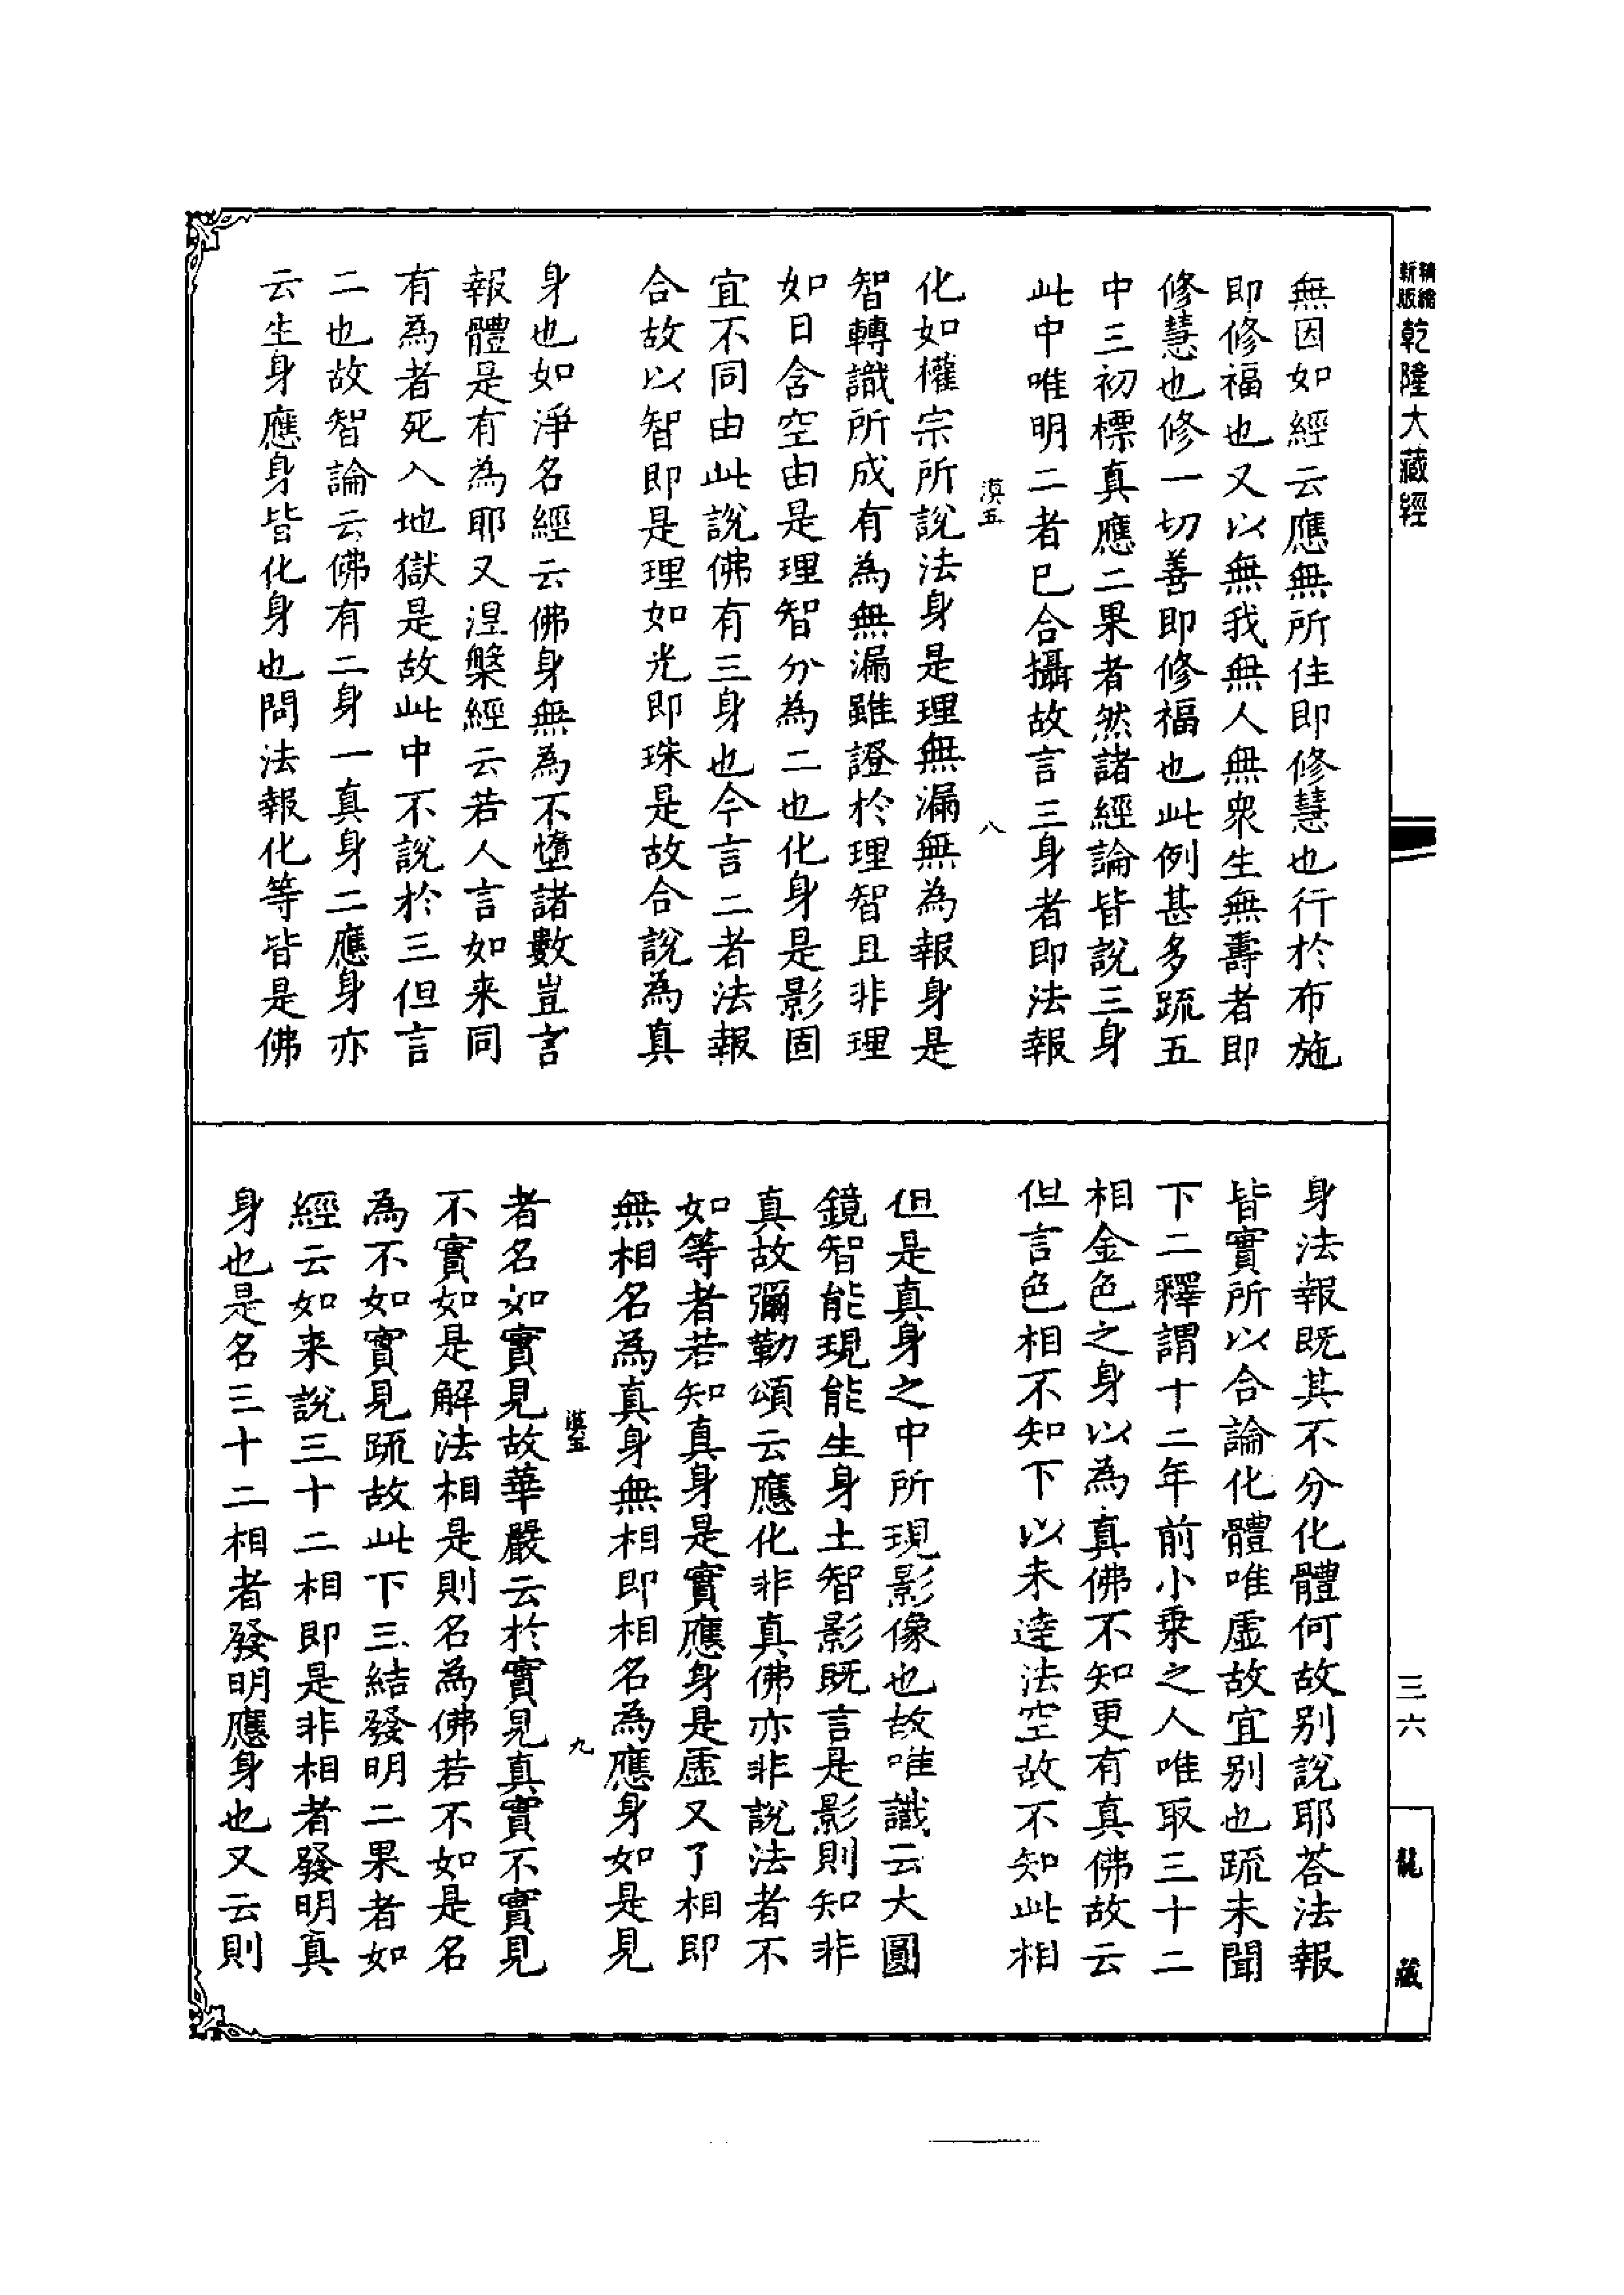 精繪
新版
乾隆大藏經
無因如經云應無所住即修慧也行於布施
即修福也又以無我無人無眾生無壽者即
修慧也修一切善即修福也此例甚多疏五
中三初標真應二果者然諸經論皆說三身
此中唯明二者已合攝故言三身者即法報
漠五
八
化如權宗所說法身是理無漏無為報身是
智轉識所成有為無漏雖證於理智且非理
如日含空由是理智分為二也化身是影固
宜不同由此說佛有三身也今言二者法報
合故以智即是理如光即珠是故合說為真
身也如淨名經云佛身無為不墮諸數豈言
報體是有為耶又涅槃經云若人言如来同
有為者死入地獄是故此中不說於三但言
二也故智論云佛有二身一真身二應身亦
云生身應身皆化身也問法報化等皆是佛
身法報既其不分化體何故別說耶荅法報
皆實所以合論化體唯虛故宜別也疏未聞
下二釋謂十二年前小乗之人唯取三十二
相金色之身以為真佛不知更有真佛故云
但言色相不知下以未達法空故不知此相
但是真身之中所現影像也故唯識云大圓
鏡智能現能生身土智影既言是影則知非
真故彌勒頌云應化非真佛亦非說法者不
如等者若知真身是實應身是虛又了相即
無相名為真身無相即相名為應身如是見
漠五
九
者名如實見故華嚴云於實見真實不實見
不實如是解法相是則名為佛若不如是名
為不如實見疏故此下三結發明二果者如
經云如来說三十二相即是非相者發明真
身也是名三十二相者發明應身也又云則
三六
龍藏